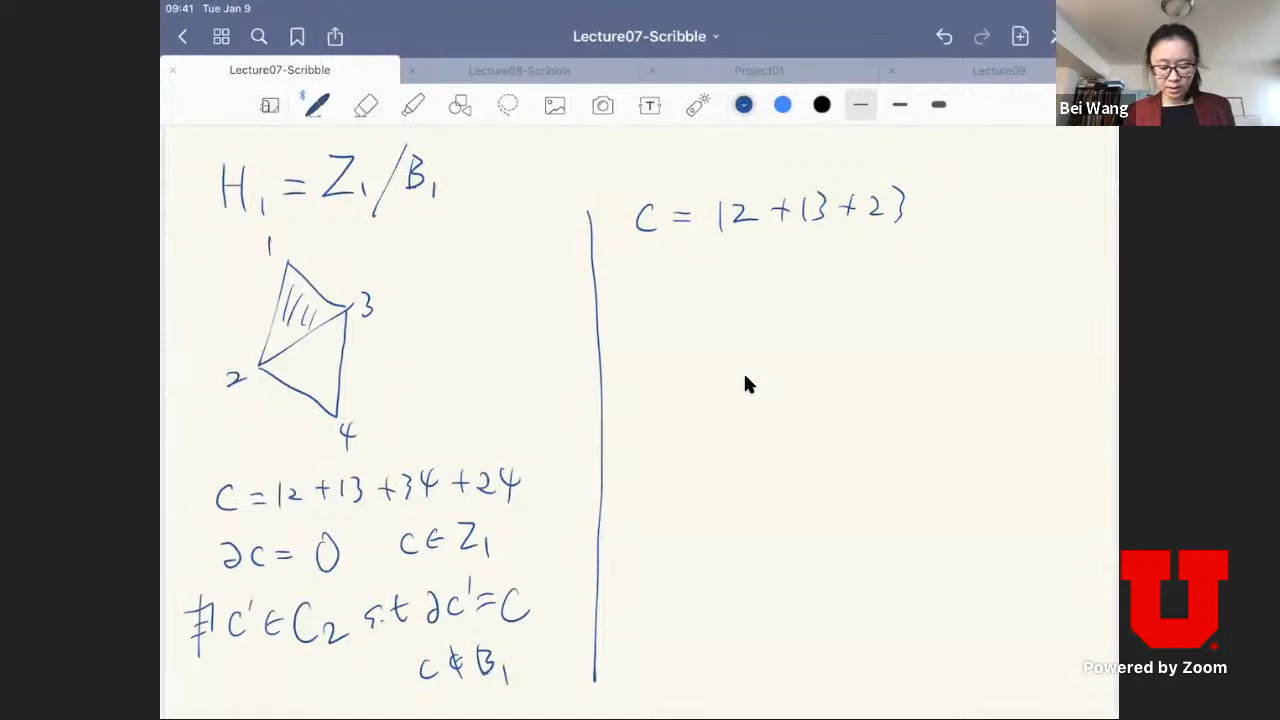 09:41 Tue Jan 9
Lecture07-Scribble
Lecture07-Scribble
Lecture08-Scribble
Project01
Lecture09
Bei Wang
H₁ = Z₁/B₁
1
3
2
4
C = 12 + 13 + 34 + 24
∂C = 0 C ∈ Z₁
∄ C' ∈ C₂ s.t ∂C' = C
C ∉ B₁
C = 12 + 13 + 23
U
Powered by Zoom